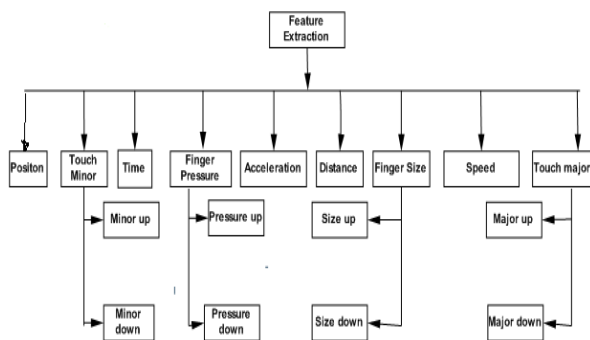 Feature
Extraction
Positon
Touch
Minor
Time
Finger
Pressure
Acceleration
Distance
Finger Size
Speed
Touch major
Minor up
Pressure up
Size up
Major up
Minor
down
Pressure
down
Size down
Major down